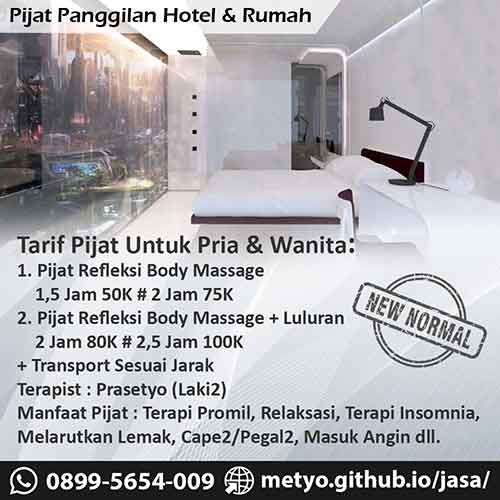 Pijat Panggilan Hotel & Rumah
Tarif Pijat Untuk Pria & Wanita:
1. Pijat Refleksi Body Massage
1,5 Jam 50K # 2 Jam 75K
2. Pijat Refleksi Body Massage + Luluran
2 Jam 80K # 2,5 Jam 100K
+ Transport Sesuai Jarak
Terapist : Prasetyo (Laki2)
Manfaat Pijat : Terapi Promil, Relaksasi, Terapi Insomnia,
Melarutkan Lemak, Cape2/Pegal2, Masuk Angin dll.
NEW NORMAL
0899-5654-009 metyo.github.io/jasa/